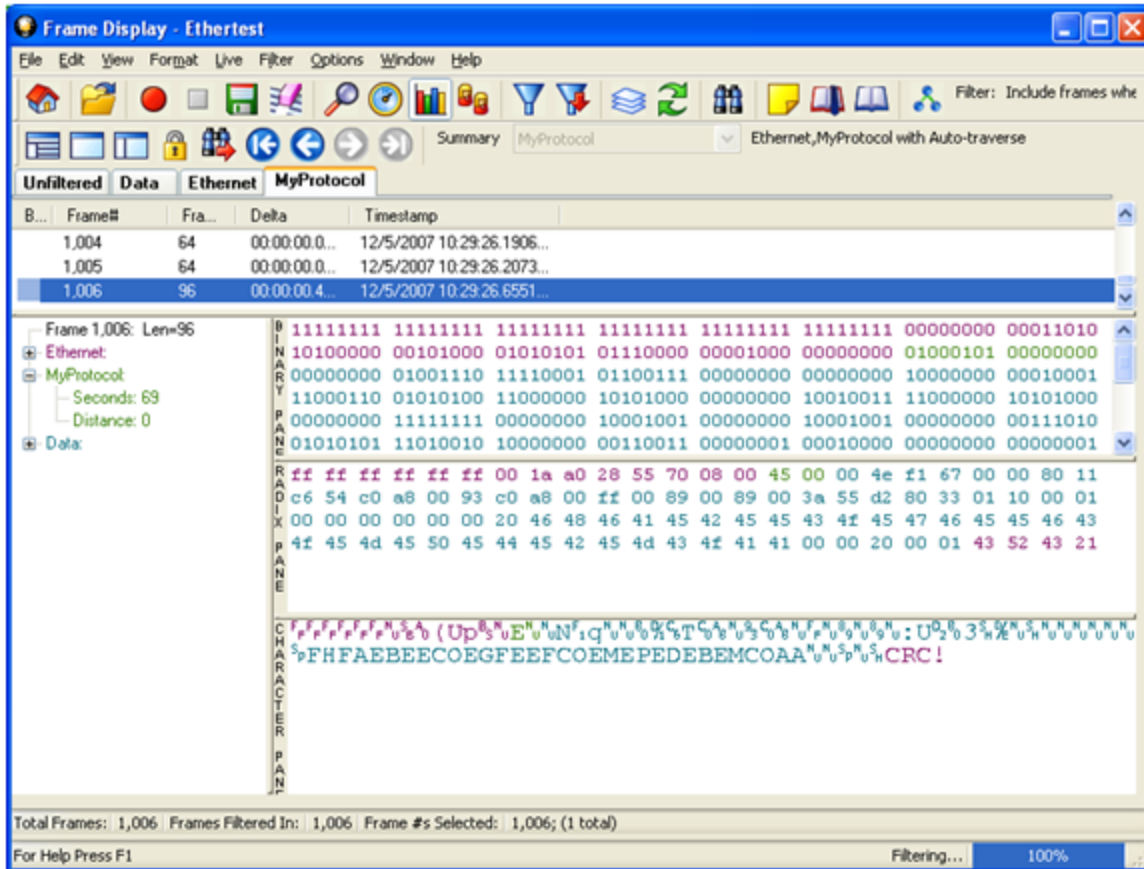 Frame Display - Ethertest
File Edit View Format Live Filter Options Window Help
Filter: Include frames whe
Summary MyProtocol Ethernet,MyProtocol with Auto-traverse
Unfiltered Data Ethernet MyProtocol
B... Frame# Fra... Delta Timestamp
1,004 64 00:00:00.0... 12/5/2007 10:29:26.1906...
1,005 64 00:00:00.0... 12/5/2007 10:29:26.2073...
1,006 96 00:00:00.4... 12/5/2007 10:29:26.6551...
Frame 1,006: Len=96
Ethernet:
MyProtocol:
Seconds: 69
Distance: 0
Data:
BINARY PANE
11111111 11111111 11111111 11111111 11111111 11111111 00000000 00011010
10100000 00101000 01010101 01110000 00001000 00000000 01000101 00000000
00000000 01001110 11110001 01100111 00000000 00000000 10000000 00010001
11000110 01010100 11000000 10101000 00000000 10010011 11000000 10101000
00000000 11111111 00000000 10001001 00000000 10001001 00000000 00111010
01010101 11010010 10000000 00110011 00000001 00010000 00000000 00000001
RADIX PANE
ff ff ff ff ff ff 00 1a a0 28 55 70 08 00 45 00 00 4e f1 67 00 00 80 11
c6 54 c0 a8 00 93 c0 a8 00 ff 00 89 00 89 00 3a 55 d2 80 33 01 10 00 01
00 00 00 00 00 00 20 46 48 46 41 45 42 45 45 43 4f 45 47 46 45 45 46 43
4f 45 4d 45 50 45 44 45 42 45 4d 43 4f 41 41 00 00 20 00 01 43 52 43 21
CHARACTER PANE
FHFAEBEECOEGFEEFCOEMEPEDEBEMCOAA CRC!
Total Frames: 1,006 Frames Filtered In: 1,006 Frame #s Selected: 1,006; (1 total)
For Help Press F1 Filtering... 100%